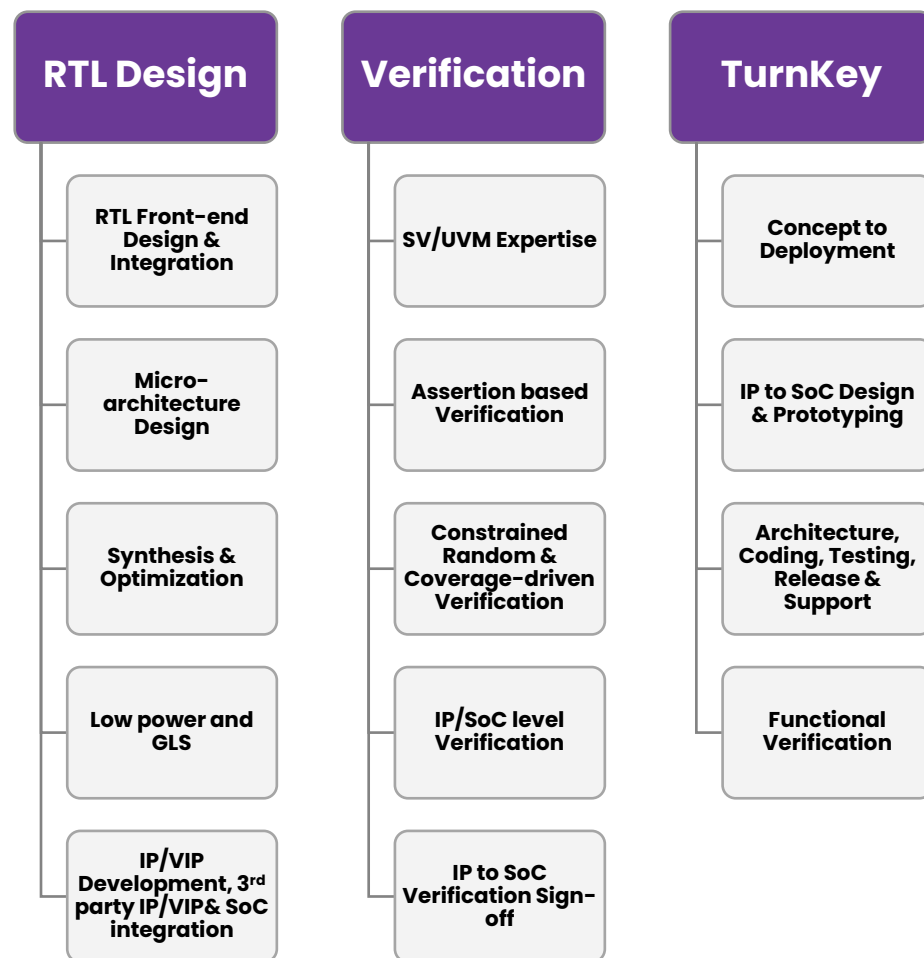 RTL Design
RTL Front-end
Design &
Integration
Micro-
architecture
Design
Synthesis &
Optimization
Low power and
GLS
IP/VIP
Development, 3rd
party IP/VIP& SoC
integration
Verification
SV/UVM Expertise
Assertion based
Verification
Constrained
Random &
Coverage-driven
Verification
IP/SoC level
Verification
IP to SoC
Verification Sign-
off
TurnKey
Concept to
Deployment
IP to SoC Design
& Prototyping
Architecture,
Coding, Testing,
Release &
Support
Functional
Verification